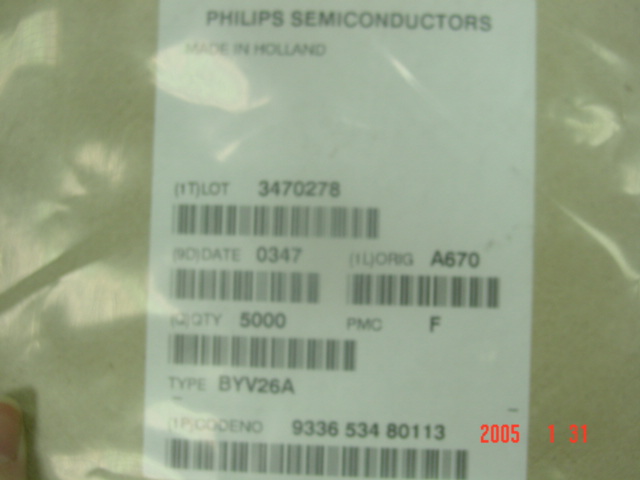 PHILIPS SEMICONDUCTORS
MADE IN HOLLAND
(1T)LOT 3470278
(9D)DATE 0347 (1L)ORIG A670
(Q)QTY 5000 PMC F
TYPE BYV26A
(1P)CODENO 9336 534 80113
2005 1 31